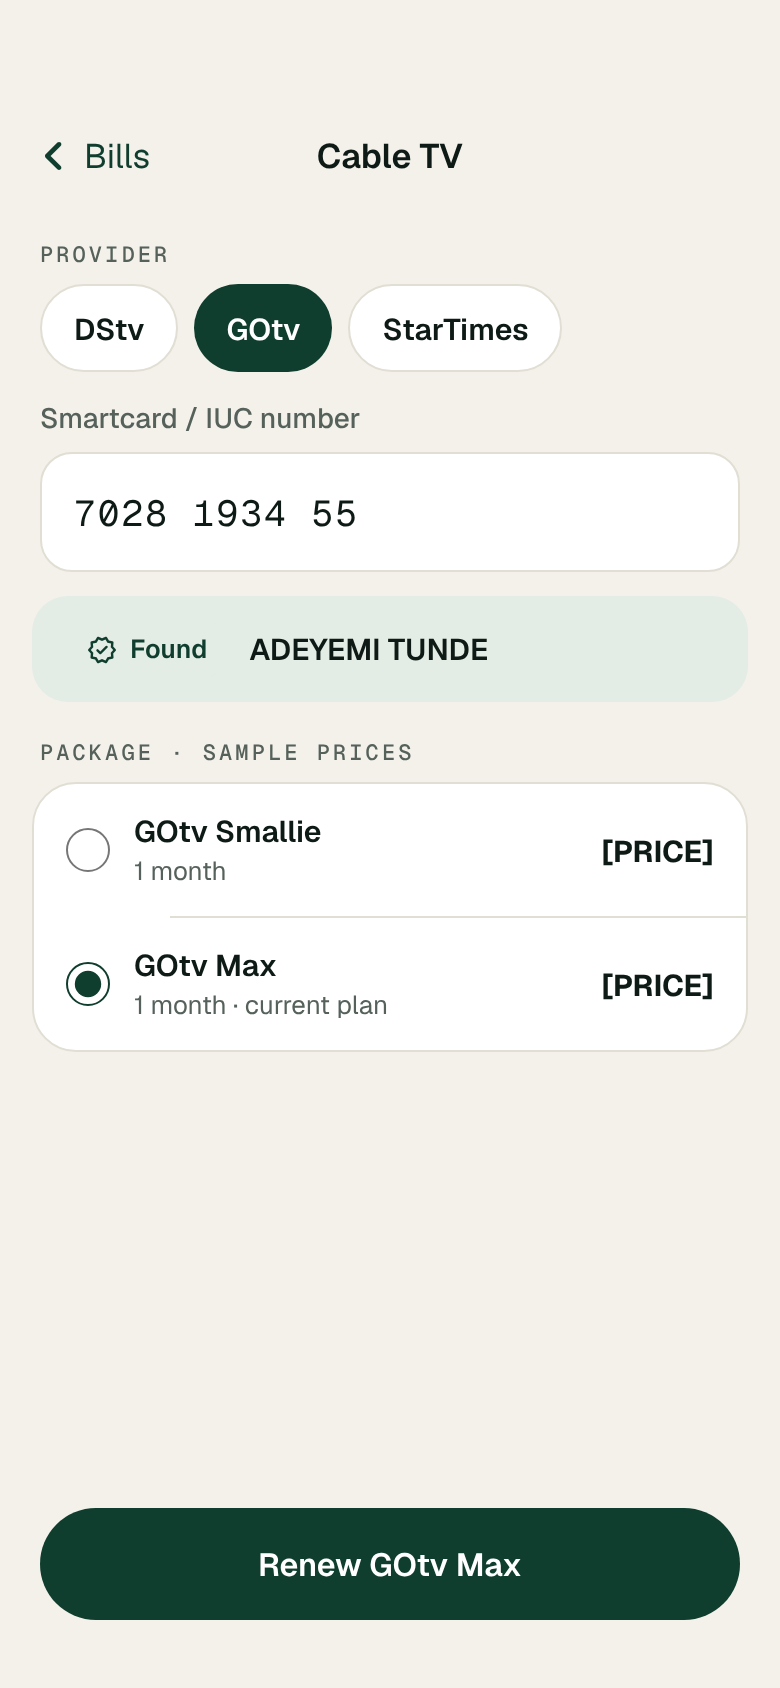 Bills
Cable TV
PROVIDER
DStv
GOtv
StarTimes
Smartcard / IUC number
7028 1934 55
Found
ADEYEMI TUNDE
PACKAGE · SAMPLE PRICES
GOtv Smallie
1 month
[PRICE]
GOtv Max
1 month · current plan
[PRICE]
Renew GOtv Max